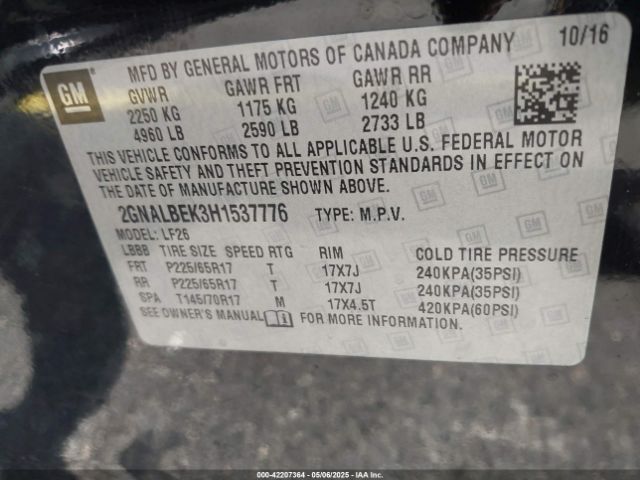 GM
MFD BY GENERAL MOTORS OF CANADA COMPANY 10/16
GVWR GAWR FRT GAWR RR
2250 KG 1175 KG 1240 KG
4960 LB 2590 LB 2733 LB
THIS VEHICLE CONFORMS TO ALL APPLICABLE U.S. FEDERAL MOTOR
VEHICLE SAFETY AND THEFT PREVENTION STANDARDS IN EFFECT ON
THE DATE OF MANUFACTURE SHOWN ABOVE.
2GNALBEK3H1537776 TYPE: M.P.V.
MODEL: LF26
LBBB TIRE SIZE SPEED RTG RIM COLD TIRE PRESSURE
FRT P225/65R17 T 17X7J 240KPA(35PSI)
RR P225/65R17 T 17X7J 240KPA(35PSI)
SPA T145/70R17 M 17X4.5T 420KPA(60PSI)
SEE OWNER'S MANUAL FOR MORE INFORMATION.
000-42207364 - 05/06/2025 - IAAI.COM